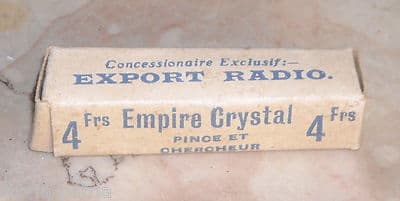 Concessionaire Exclusif:—
EXPORT RADIO.
4 Frs Empire Crystal 4 Frs
PINCE ET
CHERCHEUR